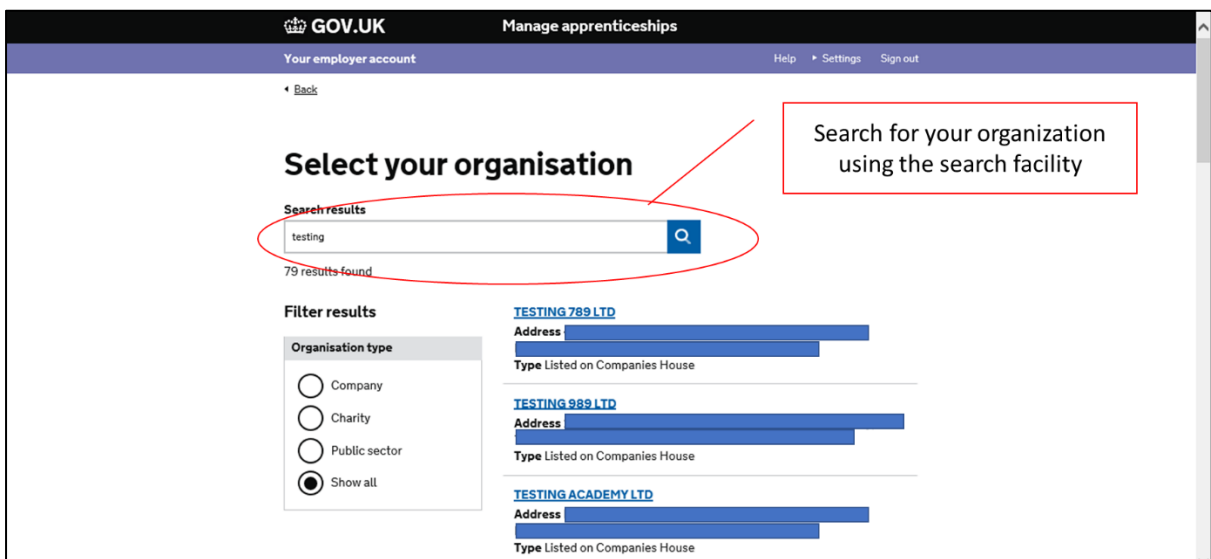 GOV.UK
Manage apprenticeships
Your employer account
Help
Settings
Sign out
Back
Search for your organization
using the search facility
Select your organisation
Search results
testing
79 results found
Filter results
Organisation type
Company
Charity
Public sector
Show all
TESTING 789 LTD
Address
Type Listed on Companies House
TESTING 989 LTD
Address
Type Listed on Companies House
TESTING ACADEMY LTD
Address
Type Listed on Companies House